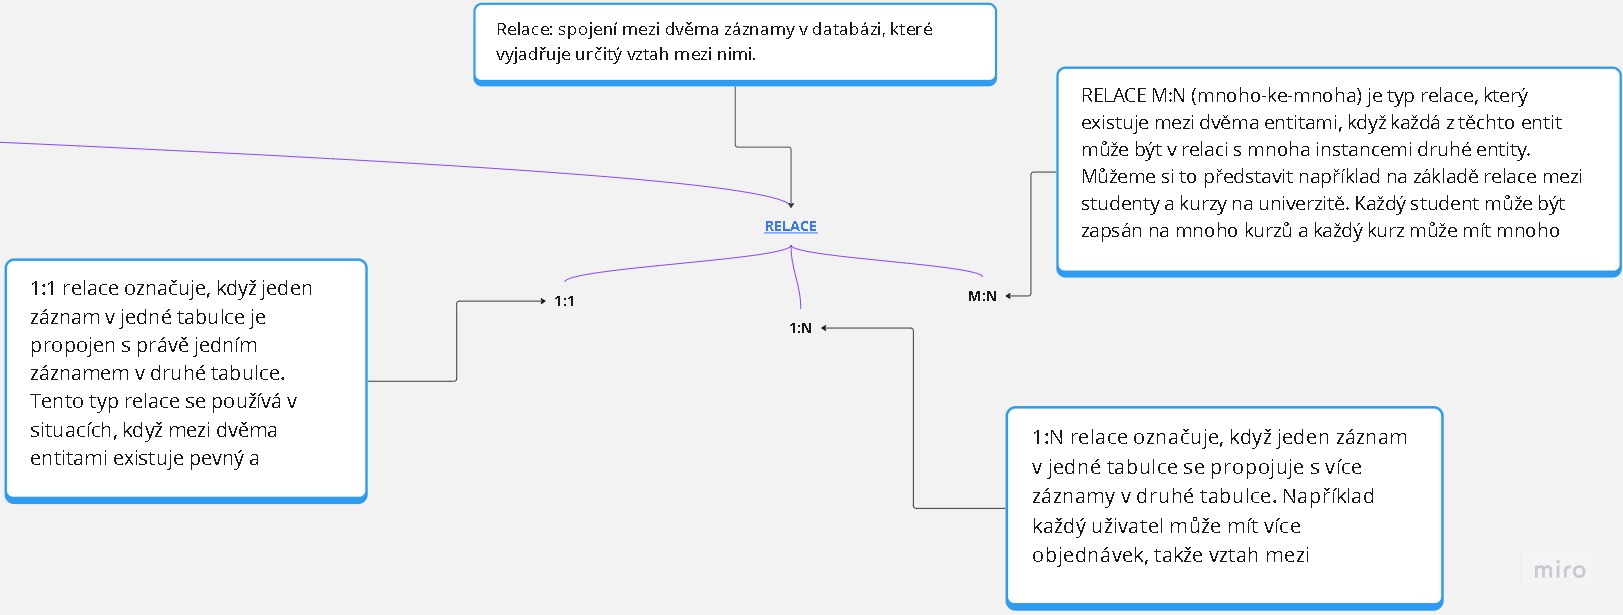 Relace: spojení mezi dvěma záznamy v databázi, které
vyjadřuje určitý vztah mezi nimi.
RELACE M:N (mnoho-ke-mnoha) je typ relace, který
existuje mezi dvěma entitami, když každá z těchto entit
může být v relaci s mnoha instancemi druhé entity.
Můžeme si to představit například na základě relace mezi
studenty a kurzy na univerzitě. Každý student může být
zapsán na mnoho kurzů a každý kurz může mít mnoho
RELACE
1:1 relace označuje, když jeden
záznam v jedné tabulce je
propojen s právě jedním
záznamem v druhé tabulce.
Tento typ relace se používá v
situacích, když mezi dvěma
entitami existuje pevný a
1:1
1:N
M:N
1:N relace označuje, když jeden záznam
v jedné tabulce se propojuje s více
záznamy v druhé tabulce. Například
každý uživatel může mít více
objednávek, takže vztah mezi
miro